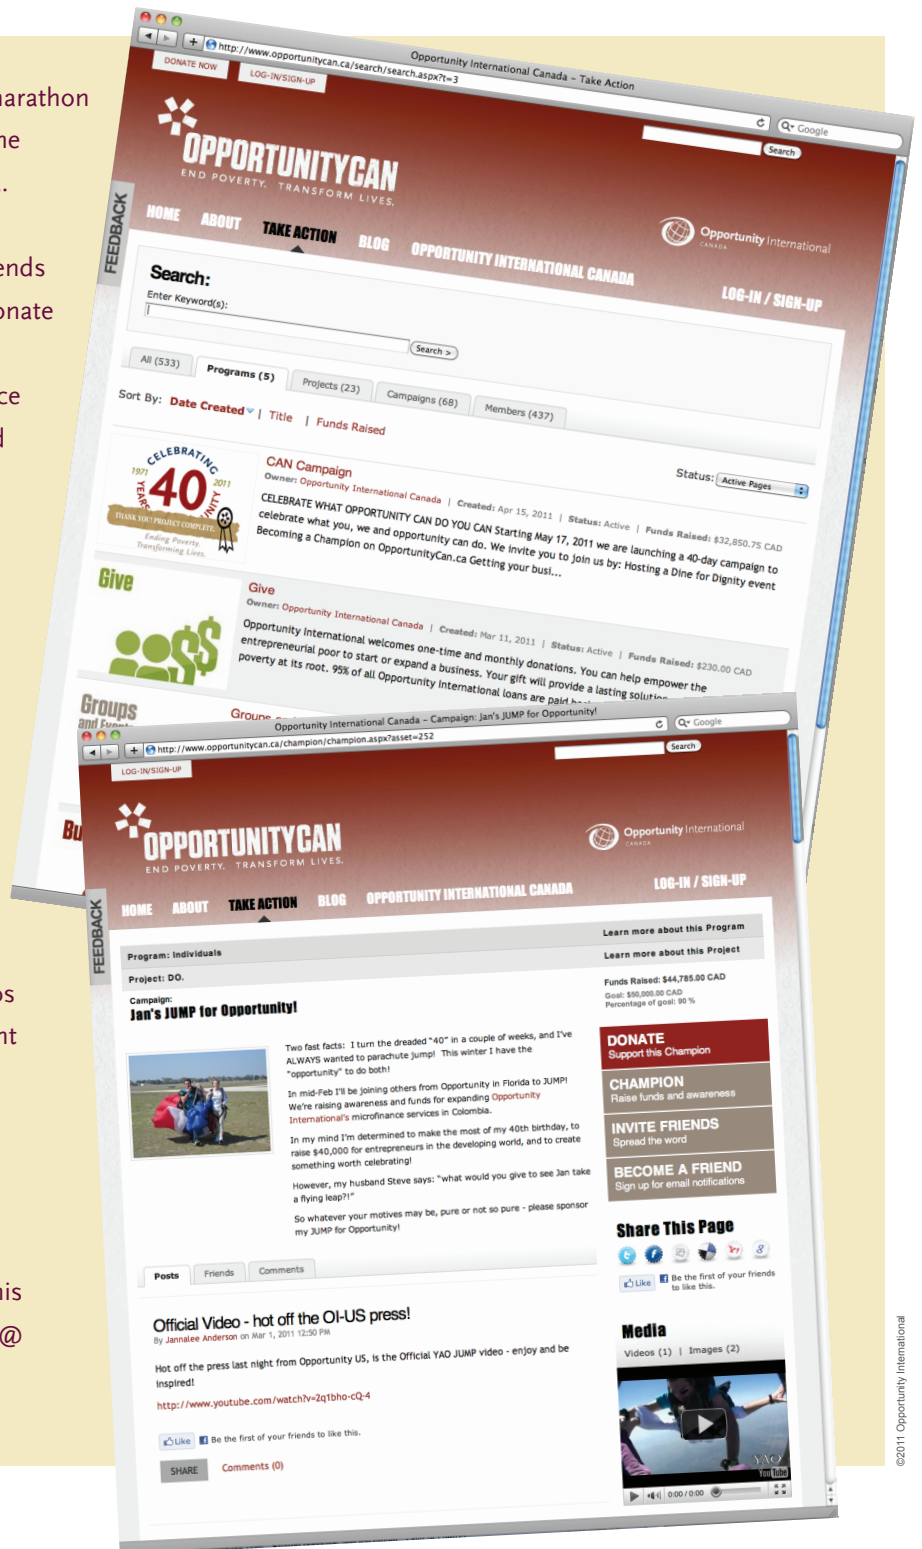 arathon
ne
..
ends
onate
ce
d
os
nt
his
@
Opportunity International Canada – Take Action
http://www.opportunitycan.ca/search/search.aspx?t=3
Google
DONATE NOW
LOG-IN/SIGN-UP
Search
OPPORTUNITYCAN
END POVERTY. TRANSFORM LIVES.
Opportunity International
CANADA
FEEDBACK
HOME ABOUT TAKE ACTION BLOG OPPORTUNITY INTERNATIONAL CANADA
LOG-IN / SIGN-UP
Search:
Enter Keyword(s):
Search >
All (533) Programs (5) Projects (23) Campaigns (68) Members (437)
Sort By: Date Created | Title | Funds Raised
Status: Active Pages
CELEBRATING
1971 40 2011
YEARS
THANK YOU! PROJECT COMPLETE.
Ending Poverty.
Transforming Lives.
CAN Campaign
Owner: Opportunity International Canada | Created: Apr 15, 2011 | Status: Active | Funds Raised: $32,850.75 CAD
CELEBRATE WHAT OPPORTUNITY CAN DO YOU CAN Starting May 17, 2011 we are launching a 40-day campaign to
celebrate what you, we and opportunity can do. We invite you to join us by: Hosting a Dine for Dignity event
Becoming a Champion on OpportunityCan.ca Getting your busi...
Give
$$
Give
Owner: Opportunity International Canada | Created: Mar 11, 2011 | Status: Active | Funds Raised: $230.00 CAD
Opportunity International welcomes one-time and monthly donations. You can help empower the
entrepreneurial poor to start or expand a business. Your gift will provide a lasting solution
poverty at its root. 95% of all Opportunity International loans are paid
Groups
and Events
Groups
Bu
Opportunity International Canada – Campaign: Jan's JUMP for Opportunity!
http://www.opportunitycan.ca/champion/champion.aspx?asset=252
Google
LOG-IN/SIGN-UP
Search
OPPORTUNITYCAN
END POVERTY. TRANSFORM LIVES.
Opportunity International
CANADA
FEEDBACK
HOME ABOUT TAKE ACTION BLOG OPPORTUNITY INTERNATIONAL CANADA
LOG-IN / SIGN-UP
Program: Individuals
Learn more about this Program
Project: DO.
Learn more about this Project
Campaign:
Jan's JUMP for Opportunity!
Funds Raised: $44,785.00 CAD
Goal: $50,000.00 CAD
Percentage of goal: 90 %
Two fast facts: I turn the dreaded "40" in a couple of weeks, and I've
ALWAYS wanted to parachute jump! This winter I have the
"opportunity" to do both!
In mid-Feb I'll be joining others from Opportunity in Florida to JUMP!
We're raising awareness and funds for expanding Opportunity
International's microfinance services in Colombia.
In my mind I'm determined to make the most of my 40th birthday, to
raise $40,000 for entrepreneurs in the developing world, and to create
something worth celebrating!
However, my husband Steve says: "what would you give to see Jan take
a flying leap?!"
So whatever your motives may be, pure or not so pure - please sponsor
my JUMP for Opportunity!
DONATE
Support this Champion
CHAMPION
Raise funds and awareness
INVITE FRIENDS
Spread the word
BECOME A FRIEND
Sign up for email notifications
Share This Page
Like Be the first of your friends
to like this.
Posts Friends Comments
Official Video - hot off the OI-US press!
By Jannalee Anderson on Mar 1, 2011 12:50 PM
Hot off the press last night from Opportunity US, is the Official YAO JUMP video - enjoy and be
inspired!
http://www.youtube.com/watch?v=2q1bho-cQ-4
Like Be the first of your friends to like this.
SHARE Comments (0)
Media
Videos (1) | Images (2)
YAO
YouTube
0:00 / 0:00
©2011 Opportunity International